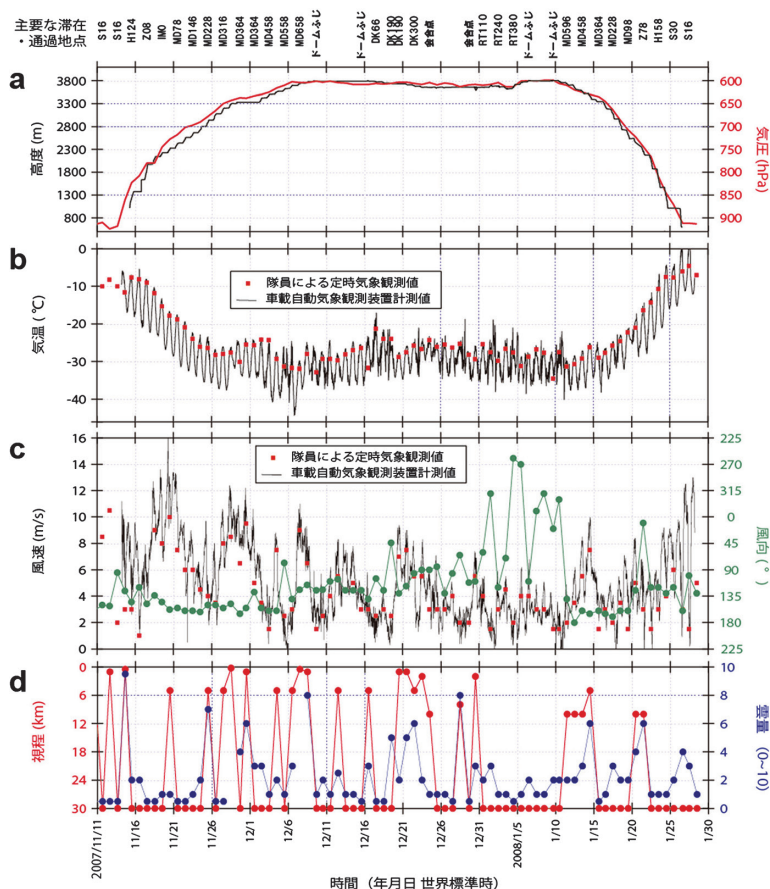 主要な滞在
・通過地点
S16
S16
H124
Z08
IM0
MD78
MD146
MD228
MD316
MD364
MD364
MD458
MD558
MD658
ドームふじ
ドームふじ
DK66
DK190
DK190
DK300
会合点
会合点
RT110
RT240
RT380
ドームふじ
ドームふじ
MD596
MD458
MD364
MD228
MD98
Z78
H158
S30
S16
a
高度 (m)
3800
3300
2800
2300
1800
1300
800
600
650
700
750
800
850
900
気圧 (hPa)
b
気温 (℃)
0
-10
-20
-30
-40
隊員による定時気象観測値
車載自動気象観測装置計測値
c
風速 (m/s)
16
14
12
10
8
6
4
2
0
隊員による定時気象観測値
車載自動気象観測装置計測値
225
270
315
0
45
90
135
180
225
風向 (°)
d
視程 (km)
0
6
12
18
24
30
10
8
6
4
2
0
雲量 (0~10)
2007/11/11
11/16
11/21
11/26
12/1
12/6
12/11
12/16
12/21
12/26
12/31
2008/1/5
1/10
1/15
1/20
1/25
1/30
時間 （年月日 世界標準時）